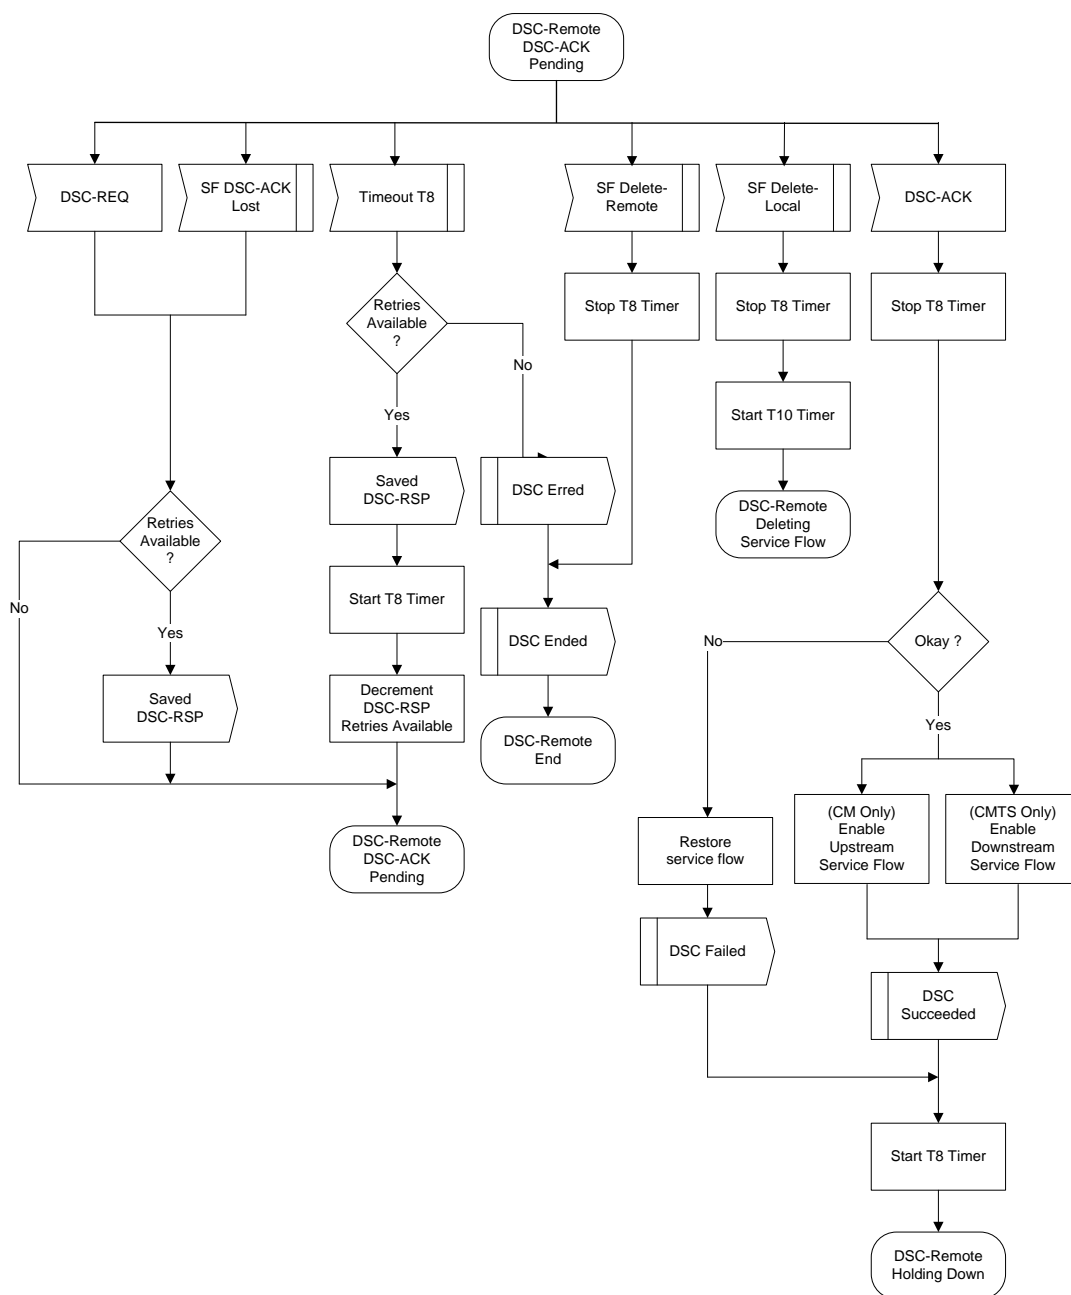 DSC-Remote
DSC-ACK
Pending
DSC-REQ
SF DSC-ACK
Lost
Timeout T8
SF Delete-
Remote
SF Delete-
Local
DSC-ACK
Retries
Available
?
Stop T8 Timer
Stop T8 Timer
Stop T8 Timer
No
Yes
Start T10 Timer
Saved
DSC-RSP
DSC Erred
DSC-Remote
Deleting
Service Flow
Retries
Available
?
No
Yes
Start T8 Timer
DSC Ended
No
Okay ?
Saved
DSC-RSP
Decrement
DSC-RSP
Retries Available
DSC-Remote
End
Yes
DSC-Remote
DSC-ACK
Pending
Restore
service flow
(CM Only)
Enable
Upstream
Service Flow
(CMTS Only)
Enable
Downstream
Service Flow
DSC Failed
DSC
Succeeded
Start T8 Timer
DSC-Remote
Holding Down